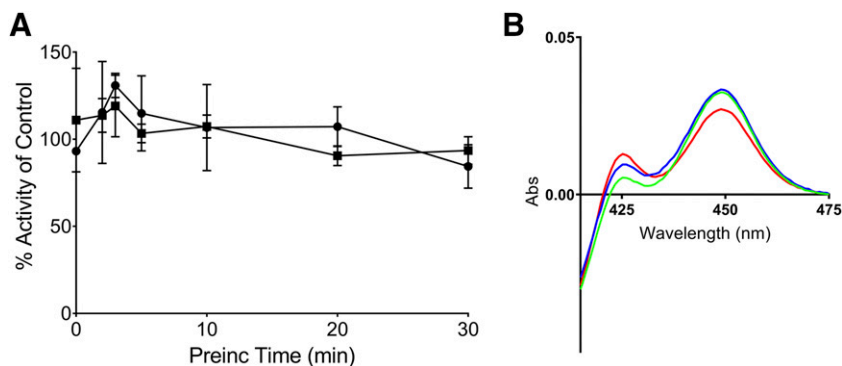 A
150
100
50
0
% Activity of Control
0 10 20 30
Preinc Time (min)
B
0.05
0.00
Abs
425 450 475
Wavelength (nm)